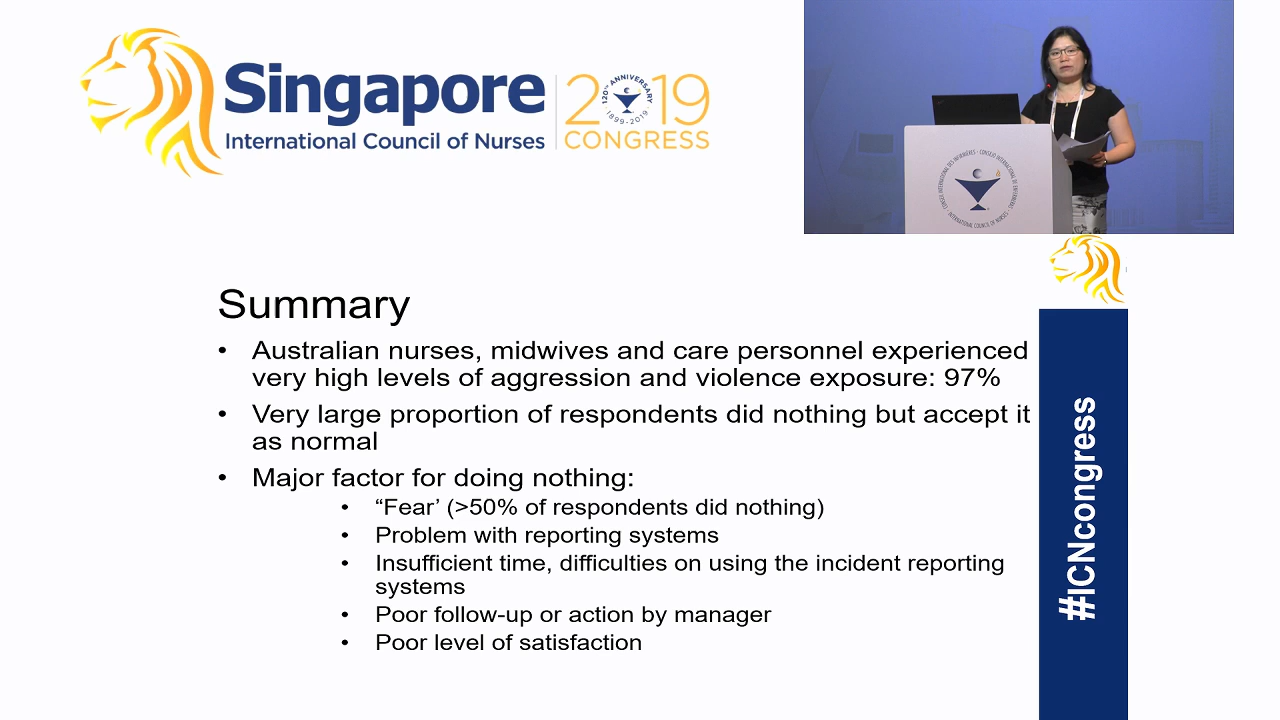 Singapore
International Council of Nurses
2019
120TH ANNIVERSARY
1899-2019
CONGRESS
Summary
• Australian nurses, midwives and care personnel experienced
very high levels of aggression and violence exposure: 97%
• Very large proportion of respondents did nothing but accept it
as normal
• Major factor for doing nothing:
• “Fear’ (>50% of respondents did nothing)
• Problem with reporting systems
• Insufficient time, difficulties on using the incident reporting
systems
• Poor follow-up or action by manager
• Poor level of satisfaction
#ICNcongress